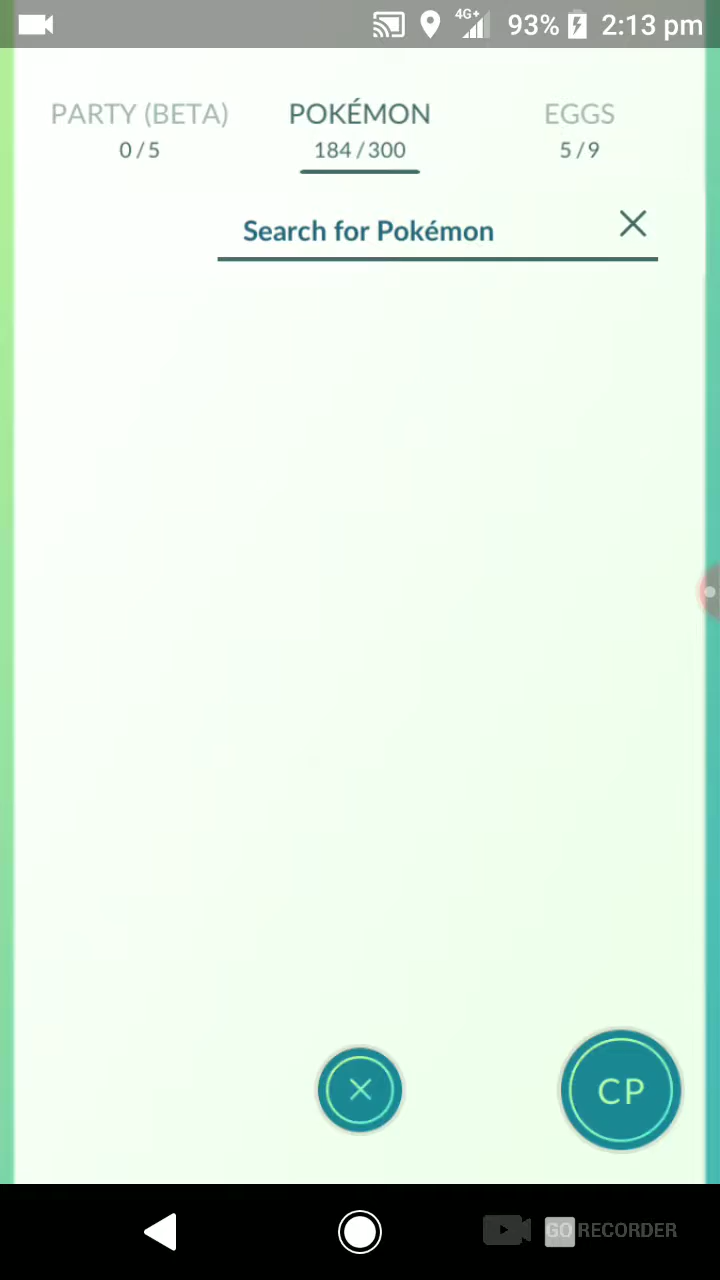 4G+ 93% 2:13 pm
PARTY (BETA) POKÉMON EGGS
0/5 184/300 5/9
Search for Pokémon
CP
GO RECORDER